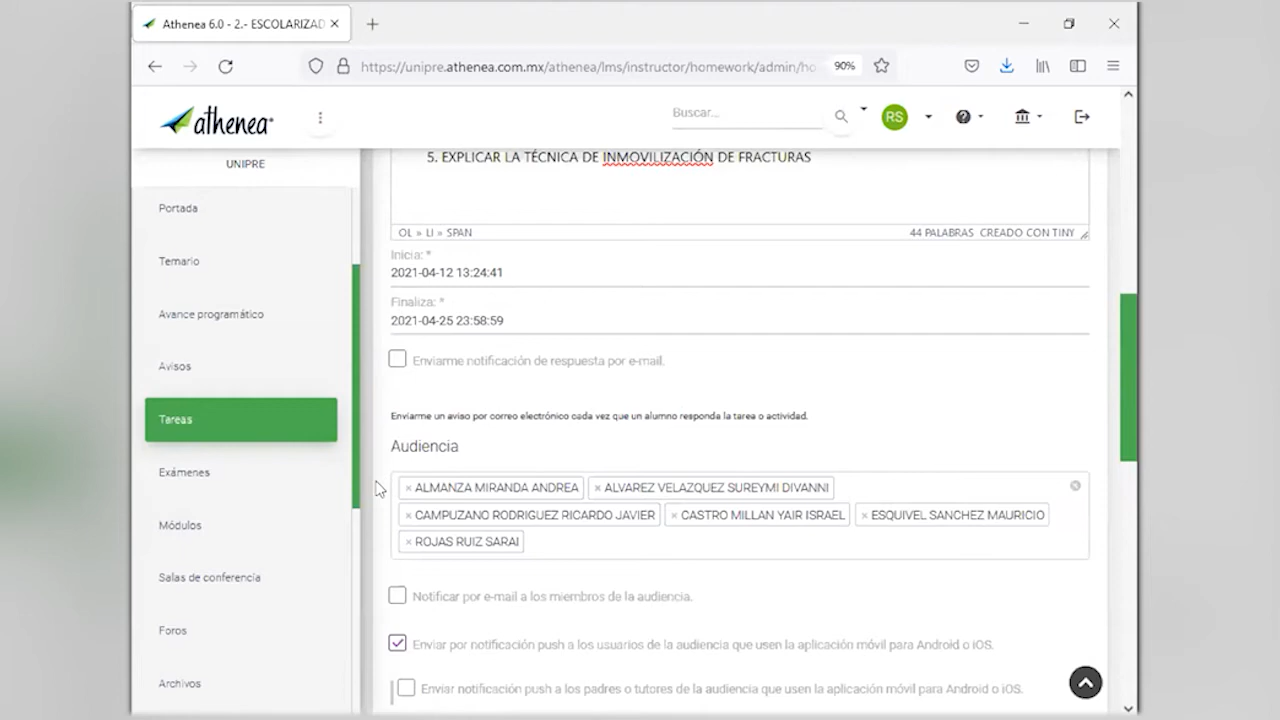 Athenea 6.0 - 2.- ESCOLARIZAD
https://unipre.athenea.com.mx/athenea/lms/instructor/homework/admin/ho
90%
athenea
Buscar...
RS
UNIPRE
Portada
Temario
Avance programático
Avisos
Tareas
Exámenes
Módulos
Salas de conferencia
Foros
Archivos
5. EXPLICAR LA TÉCNICA DE INMOVILIZACIÓN DE FRACTURAS
OL » LI » SPAN
44 PALABRAS CREADO CON TINY
Inicia: *
2021-04-12 13:24:41
Finaliza: *
2021-04-25 23:58:59
Enviarme notificación de respuesta por e-mail.
Enviarme un aviso por correo electrónico cada vez que un alumno responda la tarea o actividad.
Audiencia
× ALMANZA MIRANDA ANDREA × ALVAREZ VELAZQUEZ SUREYMI DIVANNI
× CAMPUZANO RODRIGUEZ RICARDO JAVIER × CASTRO MILLAN YAIR ISRAEL × ESQUIVEL SANCHEZ MAURICIO
× ROJAS RUIZ SARAI
Notificar por e-mail a los miembros de la audiencia.
Enviar por notificación push a los usuarios de la audiencia que usen la aplicación móvil para Android o iOS.
Enviar notificación push a los padres o tutores de la audiencia que usen la aplicación móvil para Android o iOS.